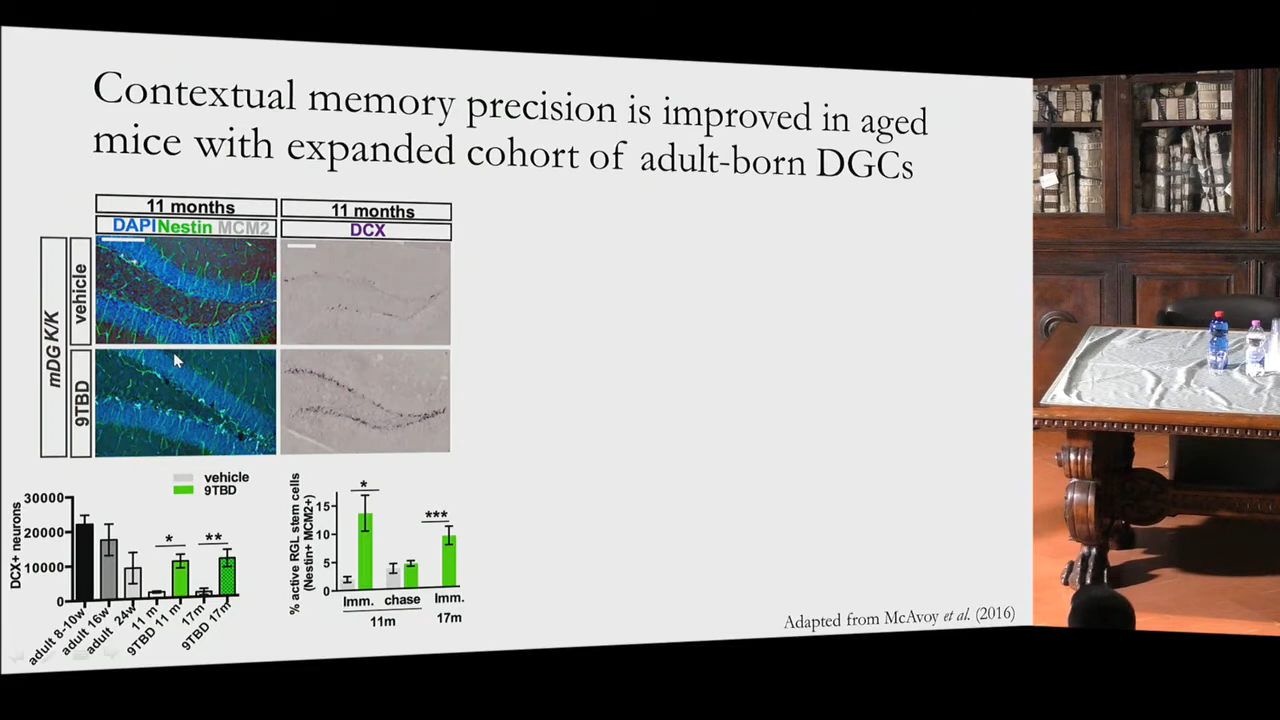 Contextual memory precision is improved in aged
mice with expanded cohort of adult-born DGCs
11 months
11 months
DAPI Nestin MCM2
DCX
mDG K/K
vehicle
9TBD
vehicle
9TBD
DCX+ neurons
30000
20000
10000
0
*
**
adult 8-10w
adult 16w
adult 24w
11 m
9TBD 11 m
17m
9TBD 17m
% active RGL stem cells
(Nestin+ MCM2+)
15
10
5
0
*
***
Imm.
chase
Imm.
11m
17m
Adapted from McAvoy et al. (2016)